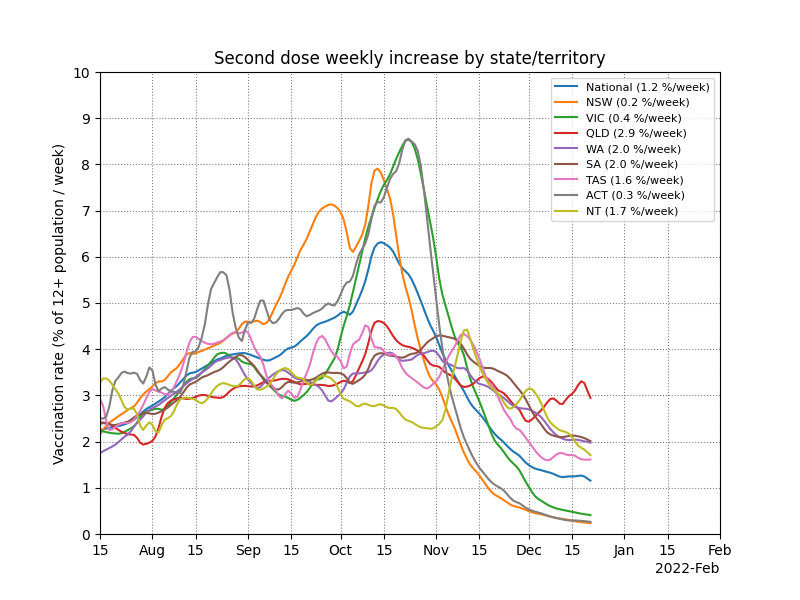 Second dose weekly increase by state/territory
Vaccination rate (% of 12+ population / week)
10
9
8
7
6
5
4
3
2
1
0
National (1.2 %/week)
NSW (0.2 %/week)
VIC (0.4 %/week)
QLD (2.9 %/week)
WA (2.0 %/week)
SA (2.0 %/week)
TAS (1.6 %/week)
ACT (0.3 %/week)
NT (1.7 %/week)
15 Aug 15 Sep 15 Oct 15 Nov 15 Dec 15 Jan 15 Feb
2022-Feb